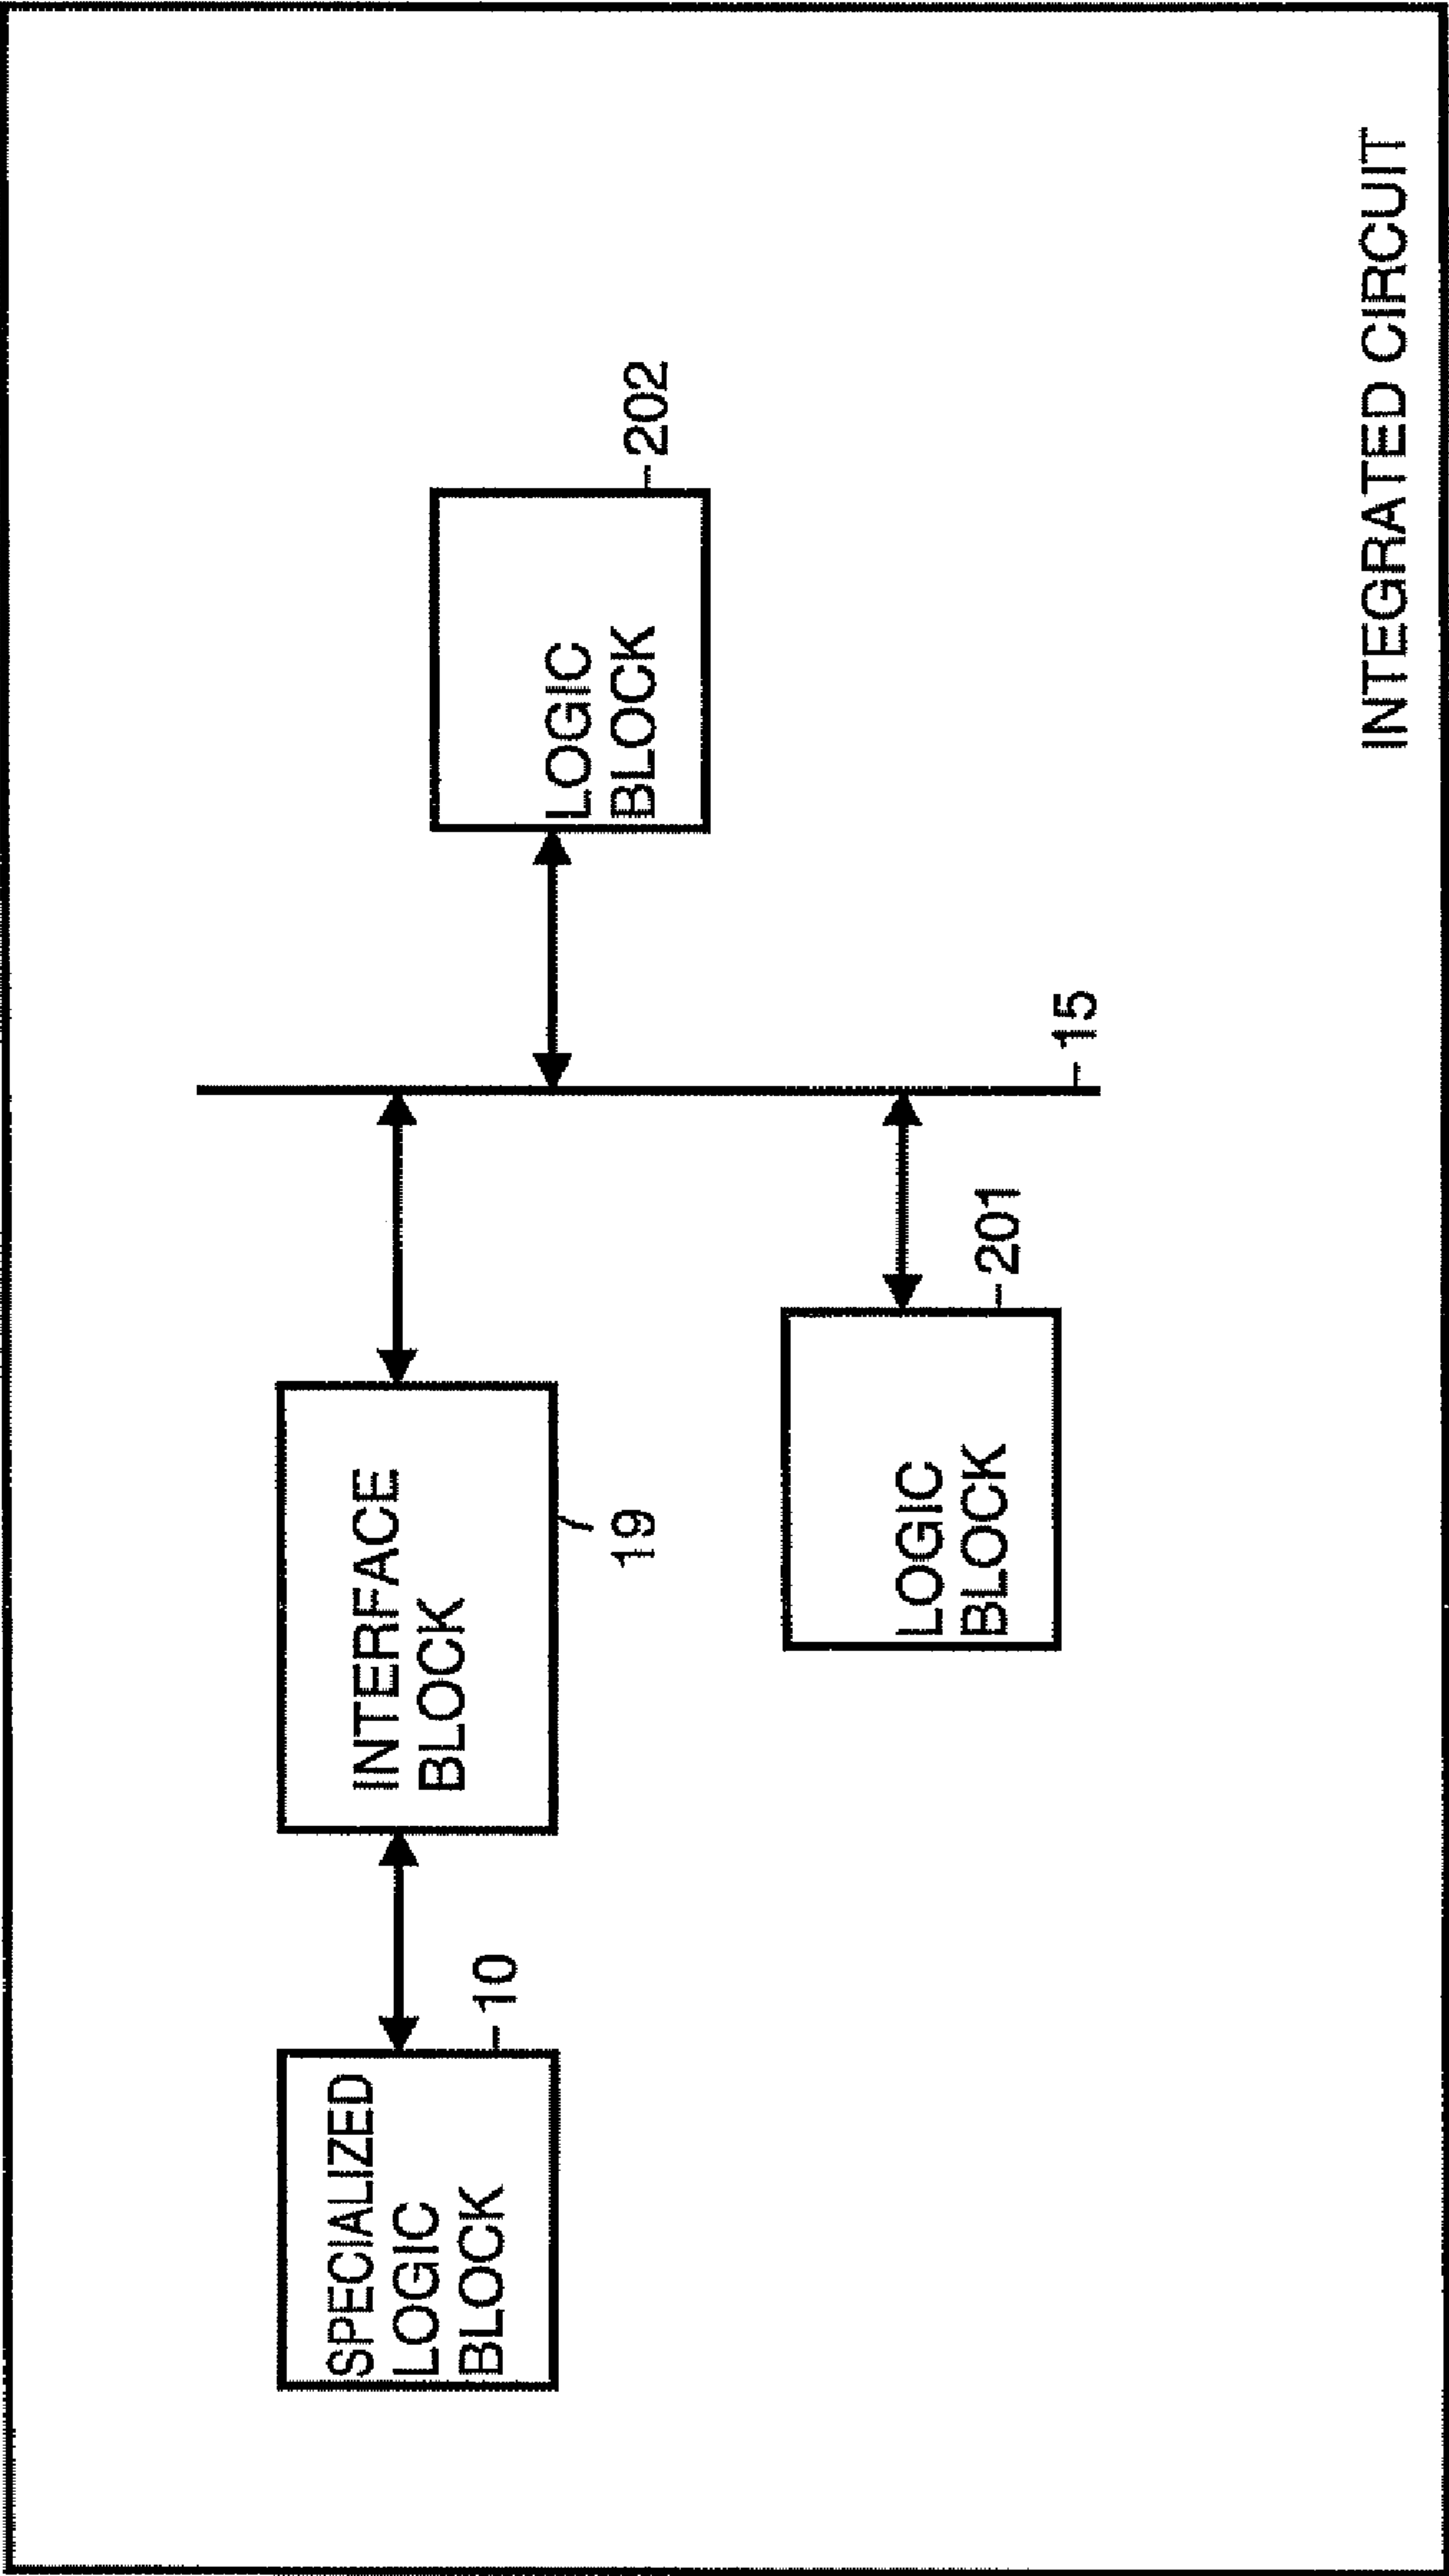 SPECIALIZED
LOGIC
BLOCK
10
INTERFACE
BLOCK
19
LOGIC
BLOCK
201
15
LOGIC
BLOCK
202
INTEGRATED CIRCUIT